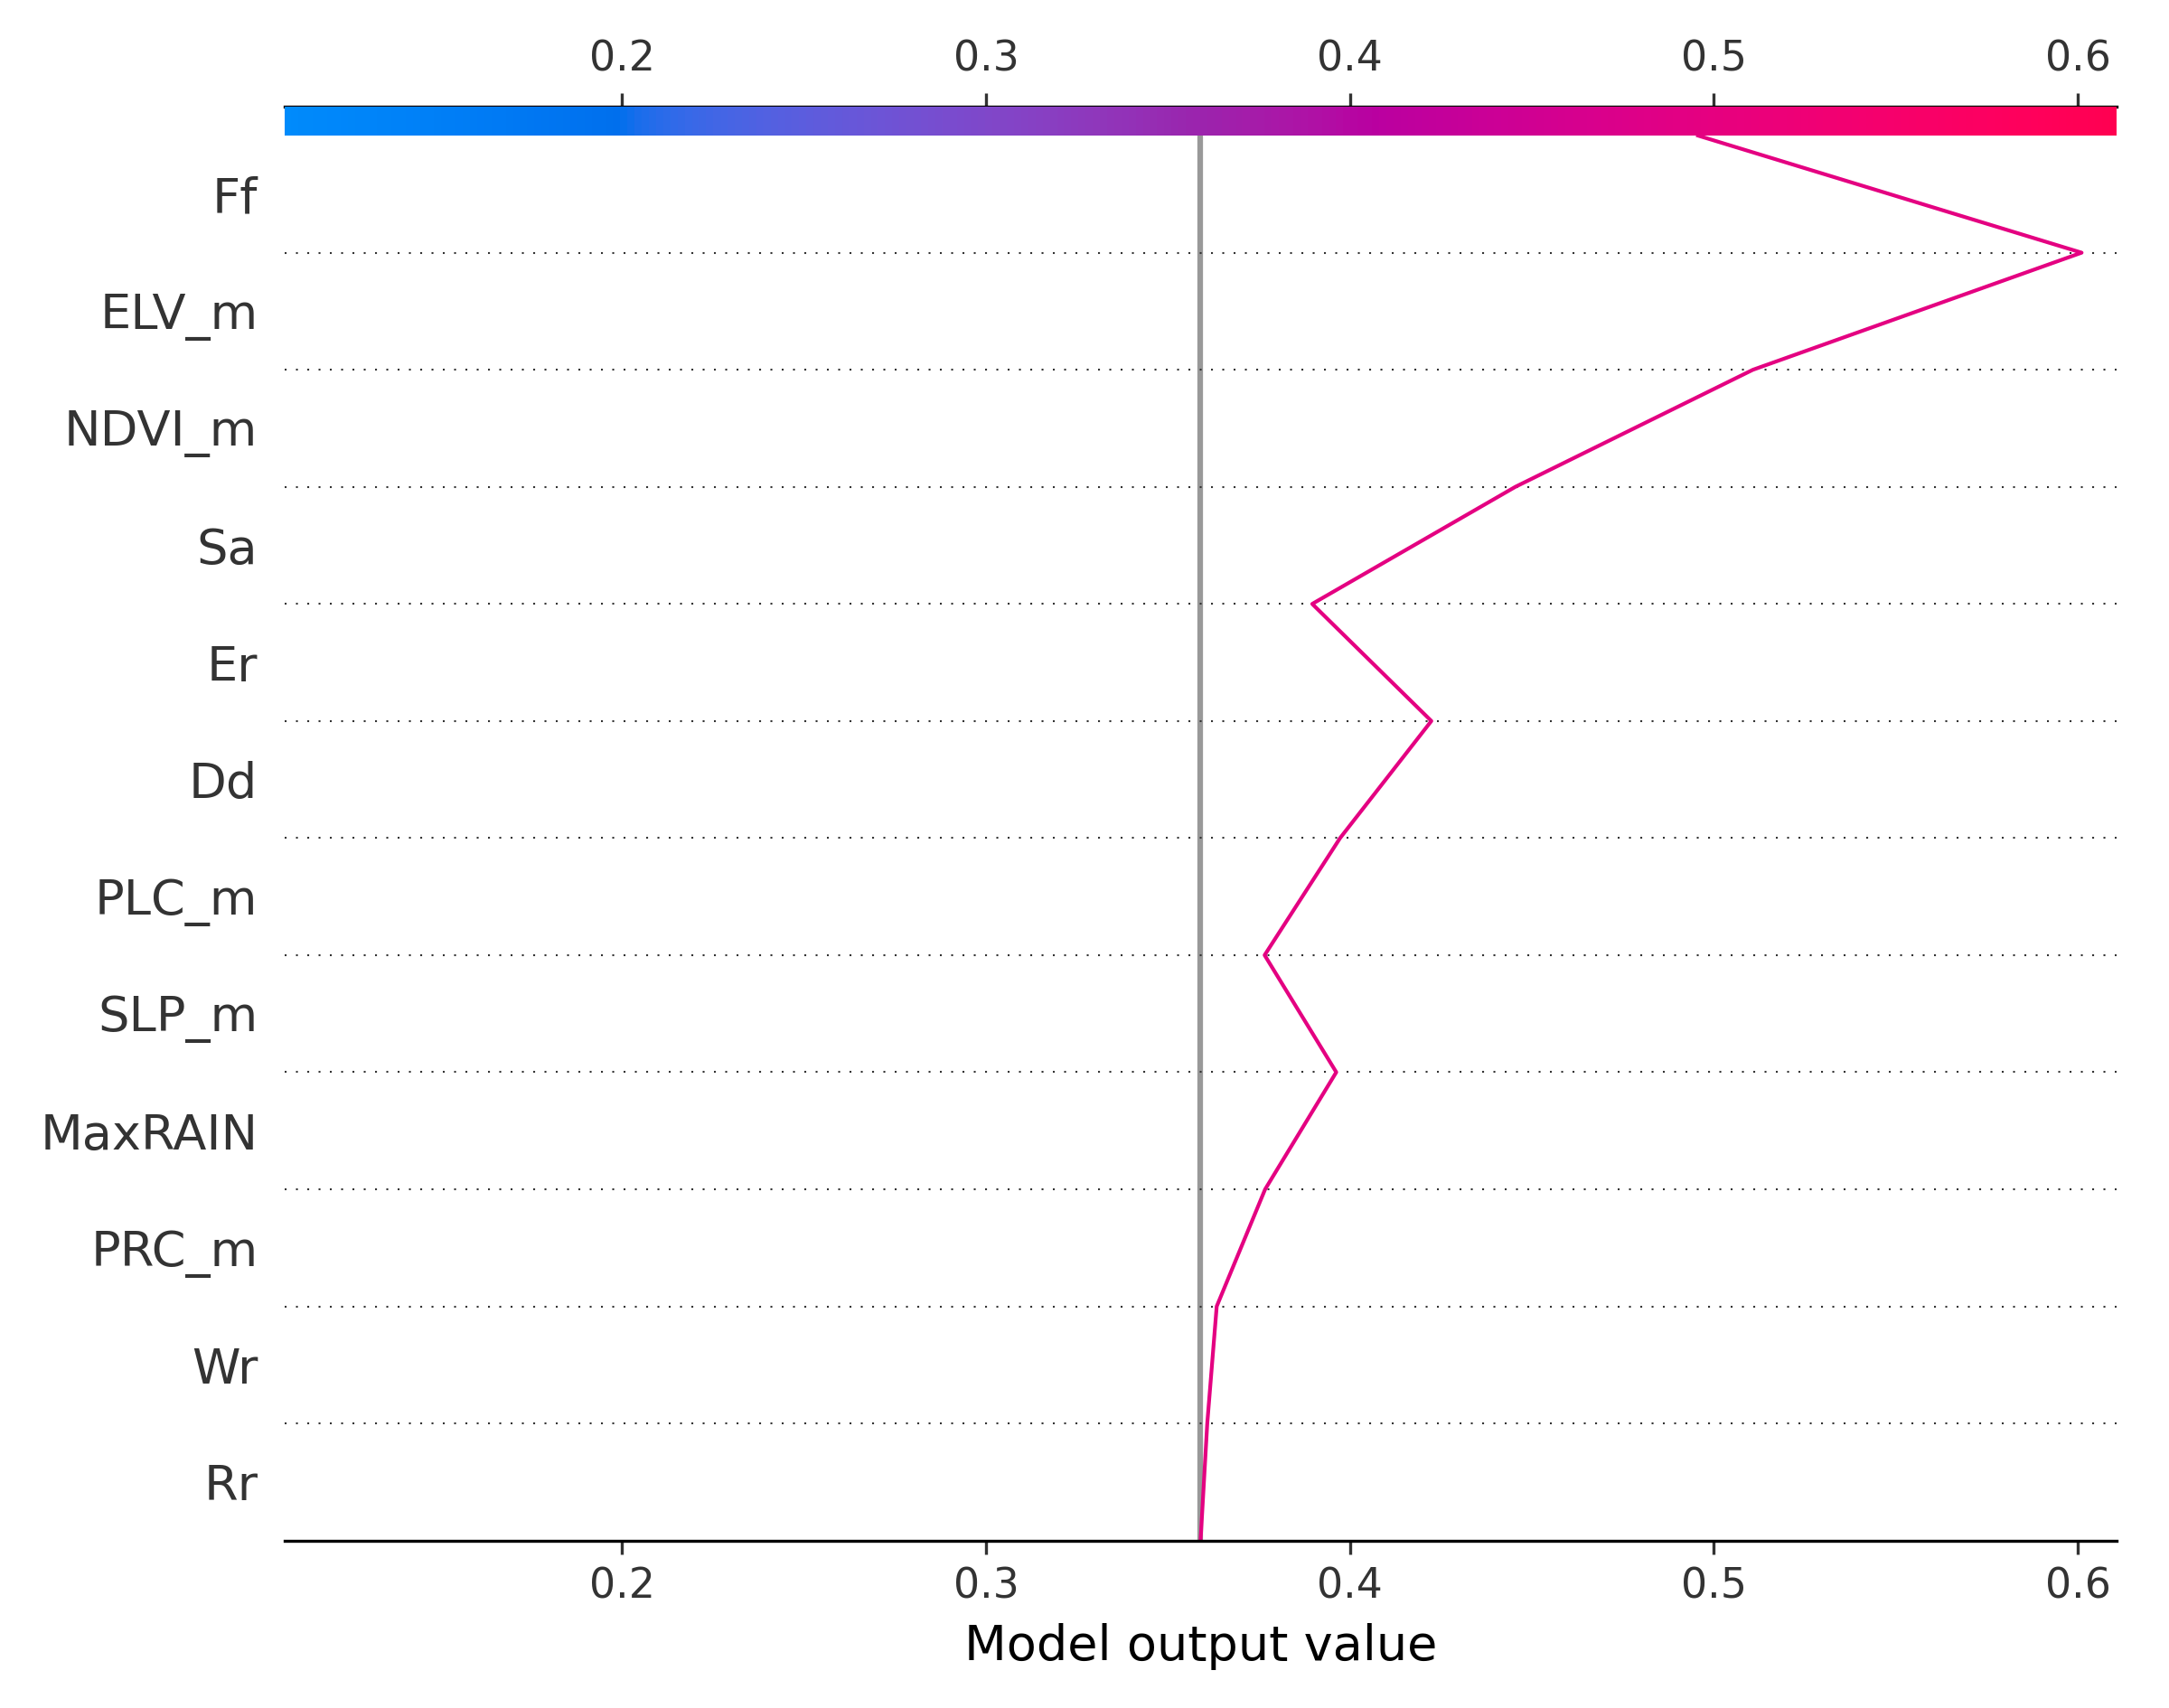 0.2 0.3 0.4 0.5 0.6
Ff
ELV_m
NDVI_m
Sa
Er
Dd
PLC_m
SLP_m
MaxRAIN
PRC_m
Wr
Rr
0.2 0.3 0.4 0.5 0.6
Model output value